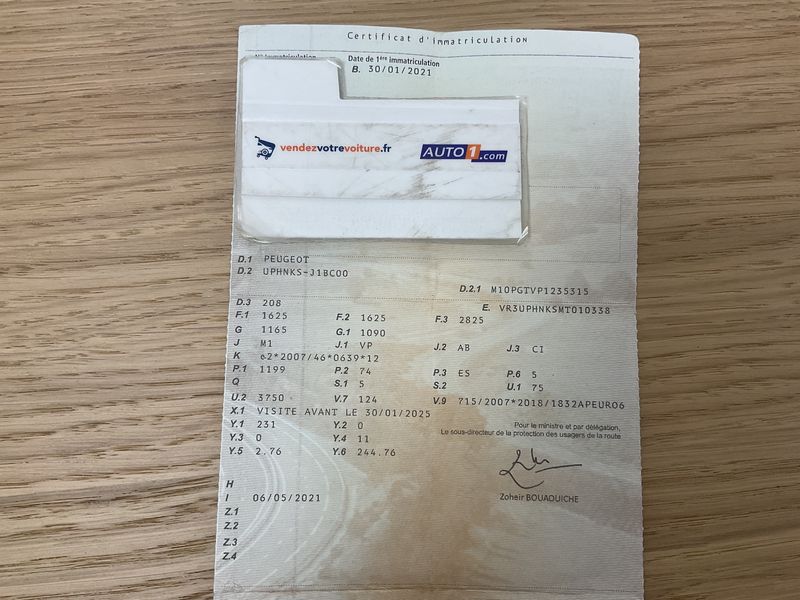 Certificat d'immatriculation
Date de 1ère immatriculation
B. 30/01/2021
vendezvotrevoiture.fr AUTO1.com
D.1 PEUGEOT
D.2 UPHNKS-J1BC00
D.2.1 M10PGTVP1235315
D.3 208 E. VR3UPHNKSMT010338
F.1 1625 F.2 1625 F.3 2825
G 1165 G.1 1090
J M1 J.1 VP J.2 AB J.3 CI
K e2*2007/46*0639*12
P.1 1199 P.2 74 P.3 ES P.6 5
Q S.1 5 S.2 U.1 75
U.2 3750 V.7 124 V.9 715/2007*2018/1832APEURO6
X.1 VISITE AVANT LE 30/01/2025
Y.1 231 Y.2 0
Pour le ministre et par délégation,
Le sous-directeur de la protection des usagers de la route
Y.3 0 Y.4 11
Y.5 2.76 Y.6 244.76
H
I 06/05/2021
Zoheir BOUAOUICHE
Z.1
Z.2
Z.3
Z.4